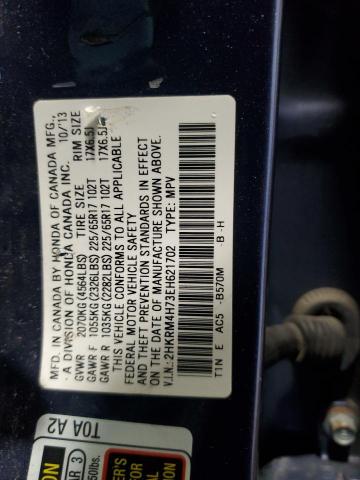 MFD. IN CANADA BY HONDA OF CANADA MFG.,
A DIVISION OF HONDA CANADA INC. 10/'13
GVWR 2070KG(4564LBS) TIRE SIZE RIM SIZE
GAWR F 1055KG(2326LBS) 225/65R17 102T 17X6.5J
GAWR R 1035KG(2282LBS) 225/65R17 102T 17X6.5J
THIS VEHICLE CONFORMS TO ALL APPLICABLE
FEDERAL MOTOR VEHICLE SAFETY
AND THEFT PREVENTION STANDARDS IN EFFECT
ON THE DATE OF MANUFACTURE SHOWN ABOVE.
V.I.N.:2HKRM4H73EH621702 TYPE: MPV
T1N E AC5 -B570M B -H
T0A A2